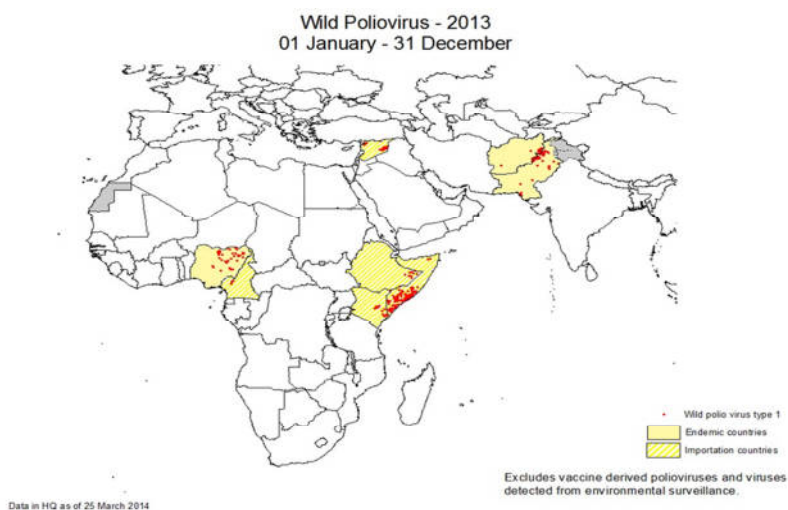 Wild Poliovirus - 2013
01 January - 31 December
Wild polio virus type 1
Endemic countries
Importation countries
Excludes vaccine derived polioviruses and viruses
detected from environmental surveillance.
Data in HQ as of 25 March 2014